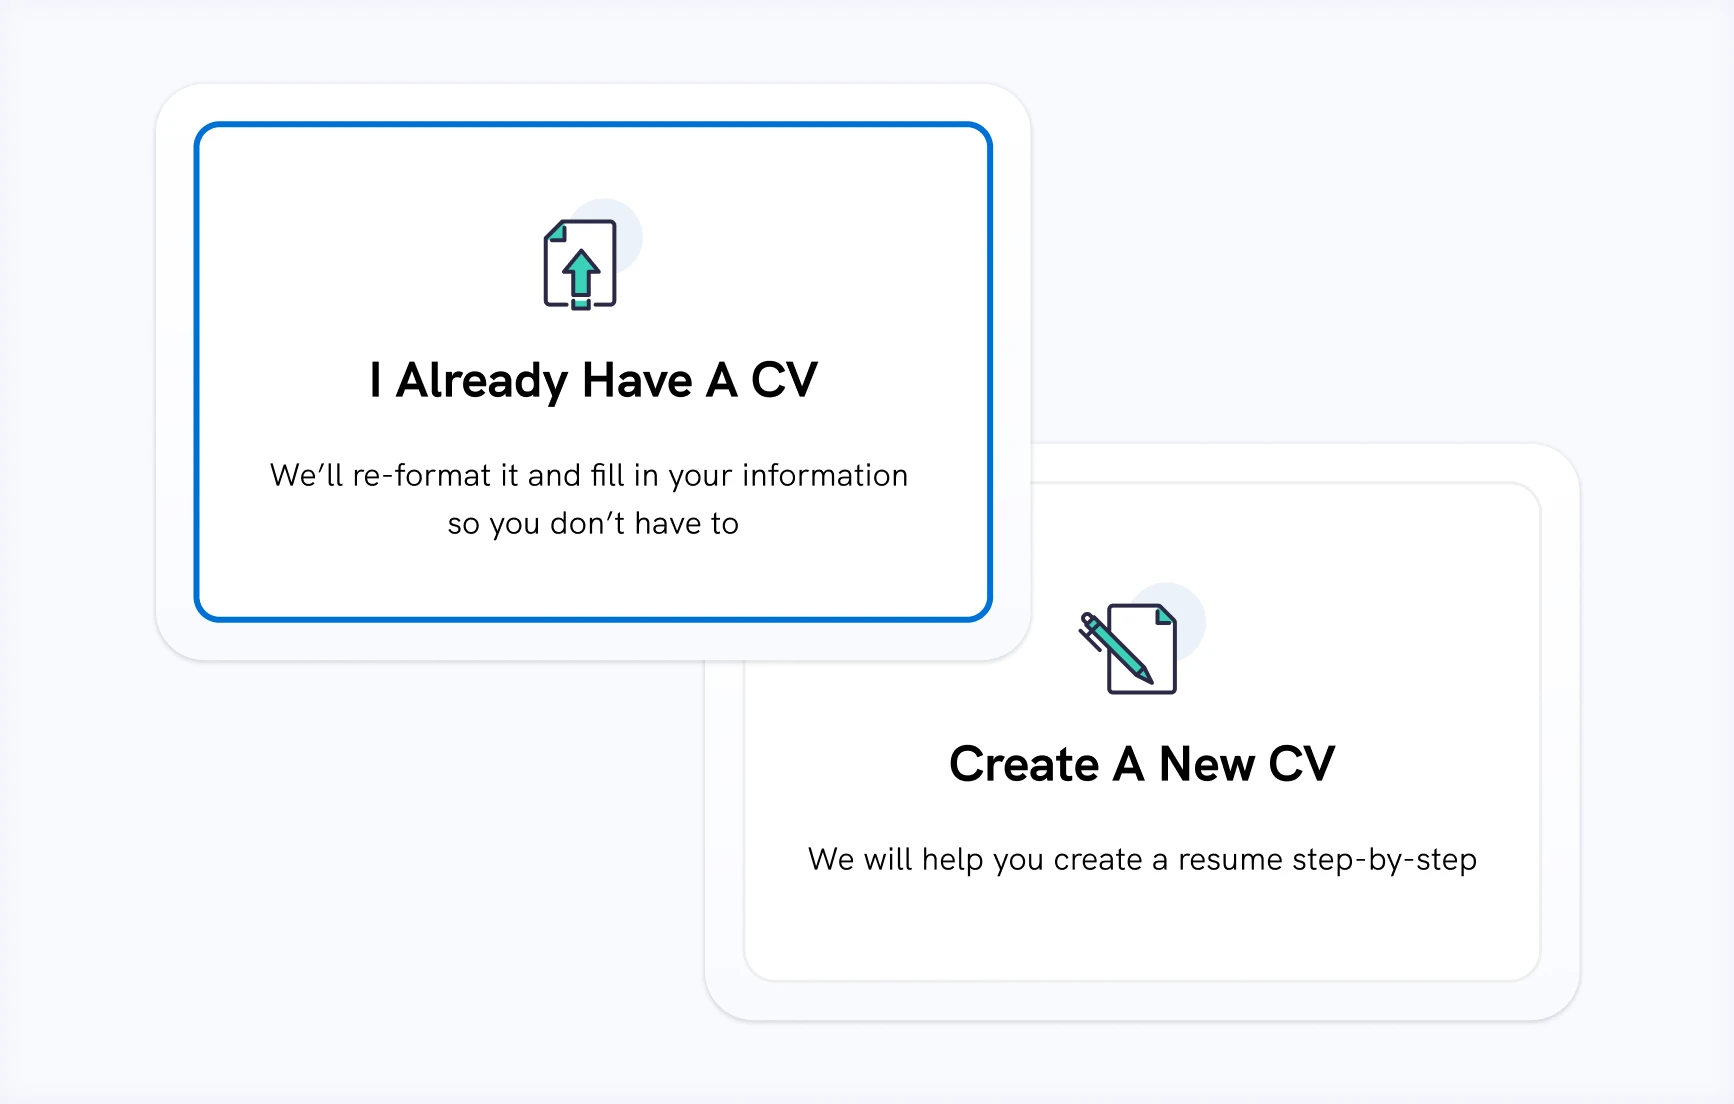 I Already Have A CV
We’ll re-format it and fill in your information
so you don’t have to
Create A New CV
We will help you create a resume step-by-step